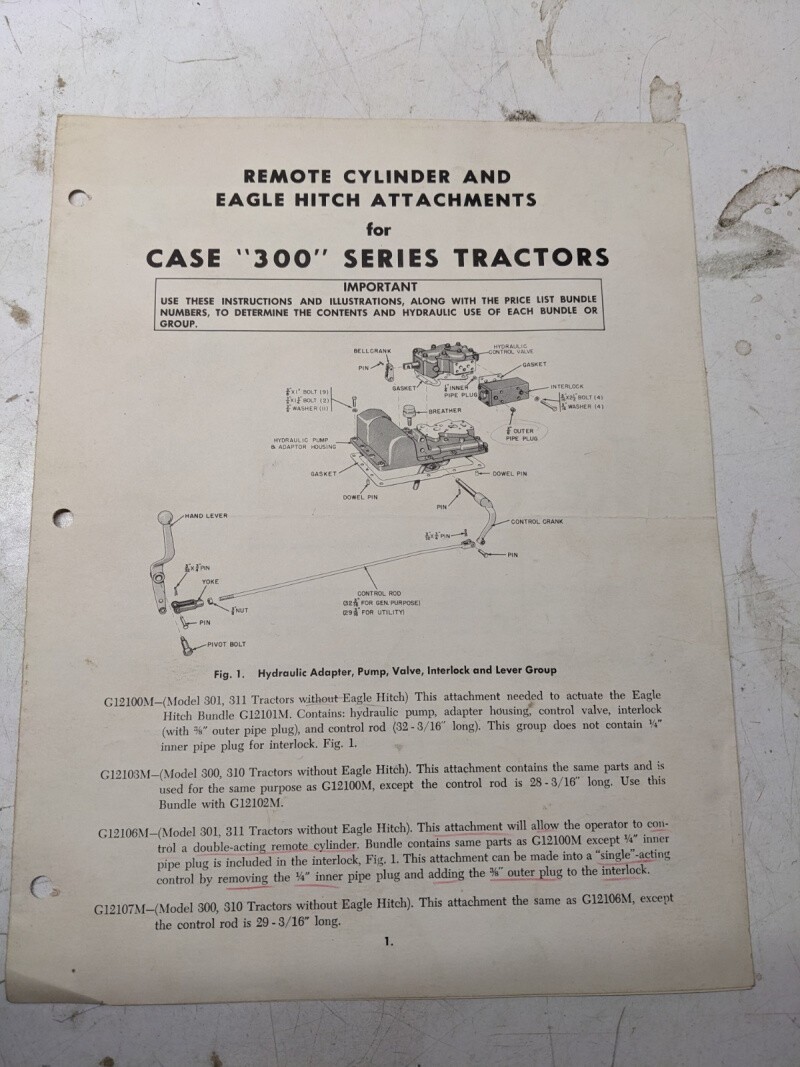 REMOTE CYLINDER AND
EAGLE HITCH ATTACHMENTS
for
CASE "300" SERIES TRACTORS
IMPORTANT
USE THESE INSTRUCTIONS AND ILLUSTRATIONS, ALONG WITH THE PRICE LIST BUNDLE
NUMBERS, TO DETERMINE THE CONTENTS AND HYDRAULIC USE OF EACH BUNDLE OR
GROUP.
BELLCRANK
HYDRAULIC
CONTROL VALVE
PIN
GASKET
GASKET
INNER
PIPE PLUG
INTERLOCK
BOLT (9)
BOLT (2)
WASHER (11)
BOLT (4)
WASHER (4)
BREATHER
OUTER
PIPE PLUG
HYDRAULIC PUMP
& ADAPTOR HOUSING
GASKET
DOWEL PIN
DOWEL PIN
PIN
HAND LEVER
CONTROL CRANK
PIN
PIN
PIN
YOKE
NUT
CONTROL ROD
FOR GEN. PURPOSE)
FOR UTILITY)
PIN
PIVOT BOLT
Fig. 1. Hydraulic Adapter, Pump, Valve, Interlock and Lever Group
G12100M—(Model 301, 311 Tractors without Eagle Hitch) This attachment needed to actuate the Eagle
Hitch Bundle G12101M. Contains: hydraulic pump, adapter housing, control valve, interlock
(with ⅜" outer pipe plug), and control rod (32-3/16" long). This group does not contain ¼"
inner pipe plug for interlock. Fig. 1.
G12103M—(Model 300, 310 Tractors without Eagle Hitch). This attachment contains the same parts and is
used for the same purpose as G12100M, except the control rod is 28-3/16" long. Use this
Bundle with G12102M.
G12106M—(Model 301, 311 Tractors without Eagle Hitch). This attachment will allow the operator to con-
trol a double-acting remote cylinder. Bundle contains same parts as G12100M except ¼" inner
pipe plug is included in the interlock, Fig. 1. This attachment can be made into a "single"-acting
control by removing the ¼" inner pipe plug and adding the ⅜" outer plug to the interlock.
G12107M—(Model 300, 310 Tractors without Eagle Hitch). This attachment the same as G12106M, except
the control rod is 29-3/16" long.
1.